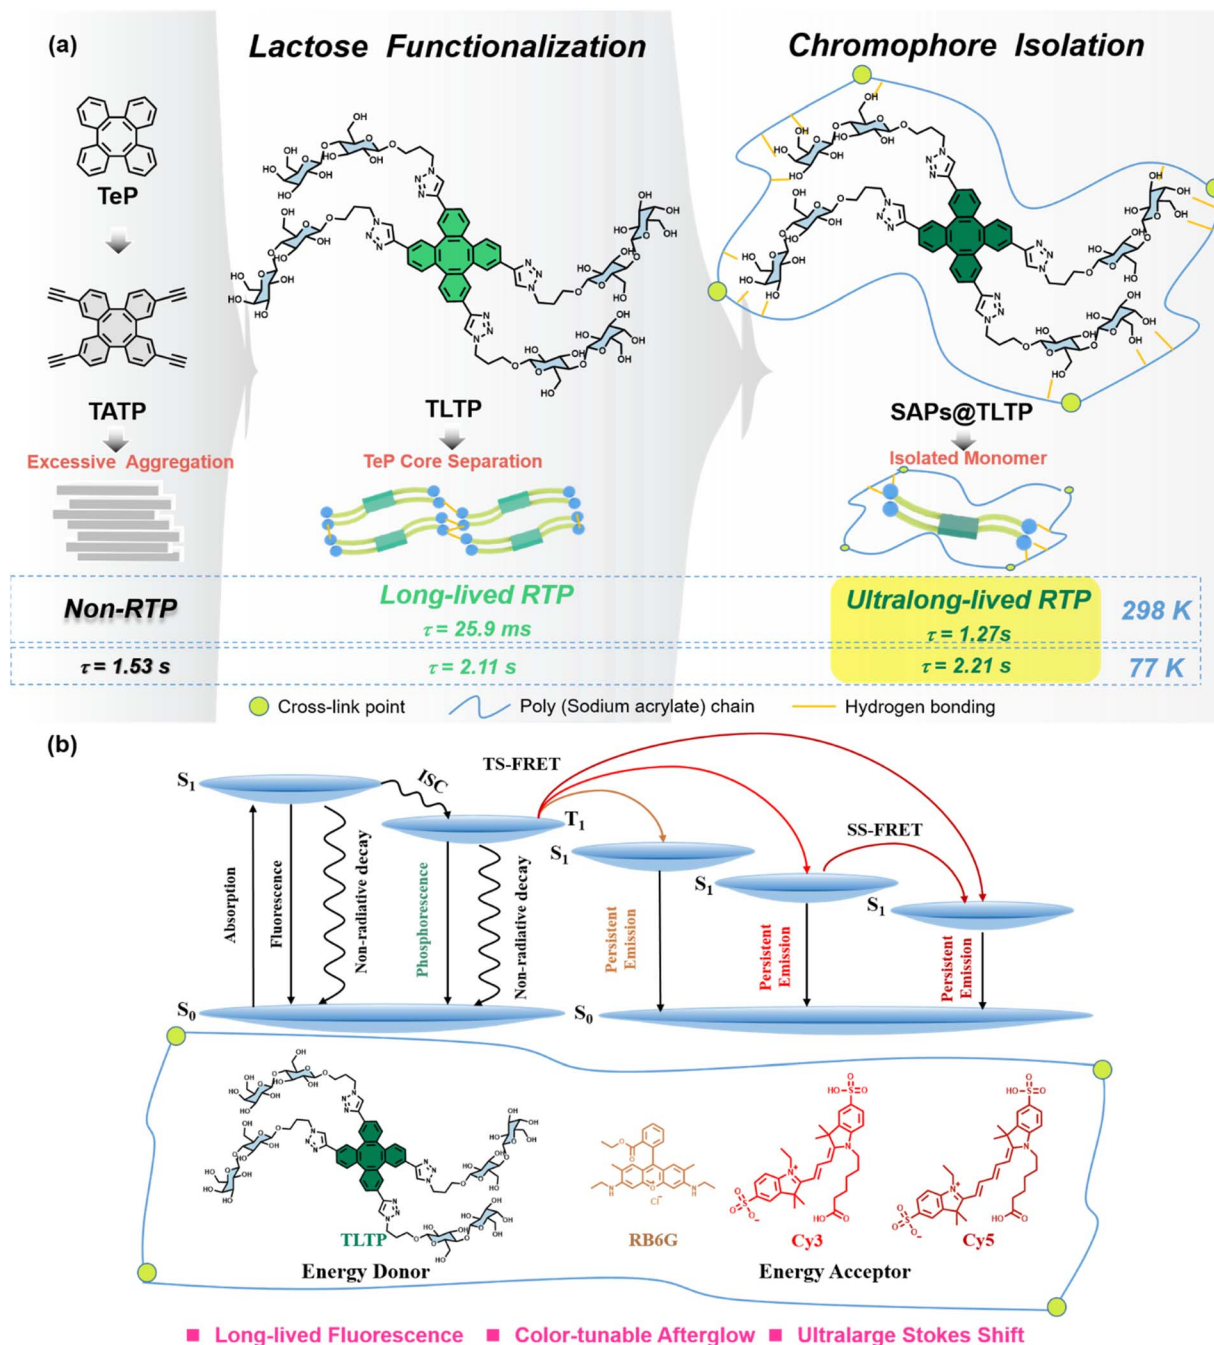 (a)
Lactose Functionalization
Chromophore Isolation
TeP
TATP
TLTP
SAPs@TLTP
Excessive Aggregation
TeP Core Separation
Isolated Monomer
Non-RTP
Long-lived RTP
Ultralong-lived RTP
298 K
τ = 25.9 ms
τ = 1.27s
τ = 1.53 s
τ = 2.11 s
τ = 2.21 s
77 K
Cross-link point
Poly (Sodium acrylate) chain
Hydrogen bonding
(b)
S1
ISC
TS-FRET
T1
S1
SS-FRET
S1
S1
Absorption
Fluorescence
Non-radiative decay
Phosphorescence
Non-radiative decay
Persistent
Emission
Persistent
Emission
Persistent
Emission
S0
S0
TLTP
RB6G
Cy3
Cy5
Energy Donor
Energy Acceptor
Long-lived Fluorescence
Color-tunable Afterglow
Ultralarge Stokes Shift